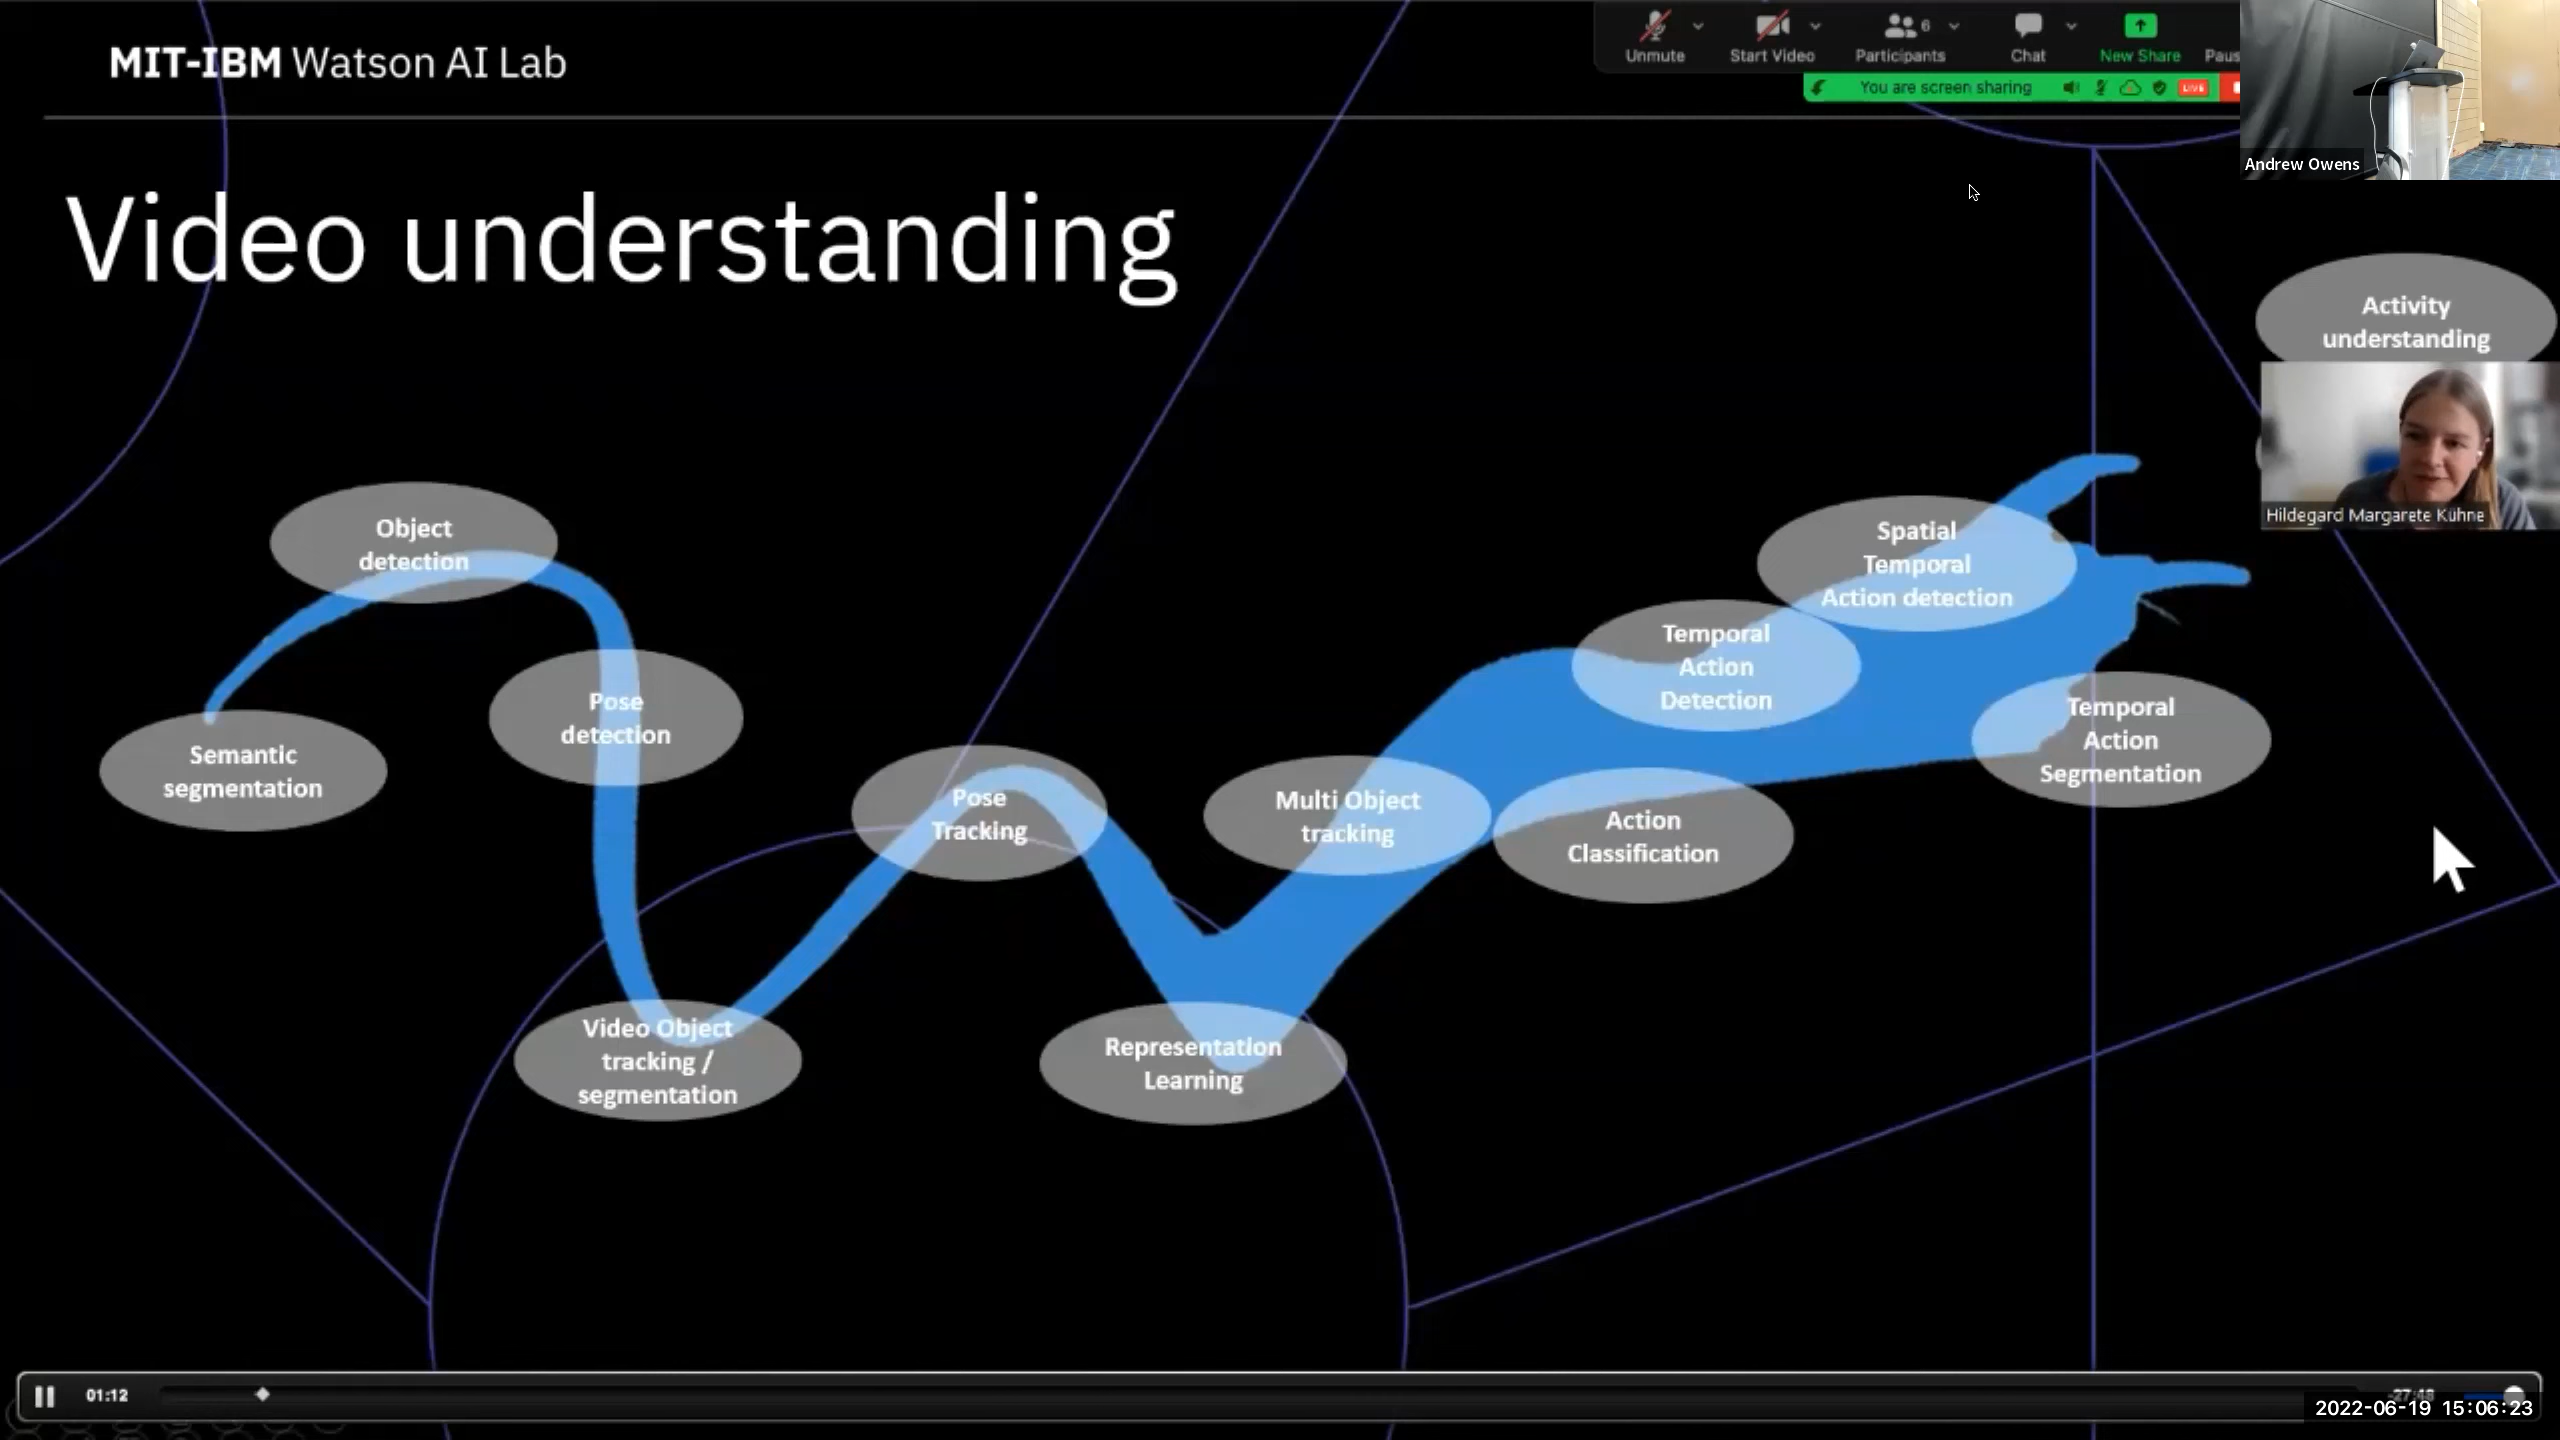 MIT-IBM Watson AI Lab
Unmute
Start Video
6
Participants
Chat
New Share
You are screen sharing
LIVE
Andrew Owens
Video understanding
Activity
understanding
Hildegard Margarete Kühne
Object
detection
Spatial
Temporal
Action detection
Temporal
Action
Detection
Pose
detection
Semantic
segmentation
Temporal
Action
Segmentation
Pose
Tracking
Multi Object
tracking
Action
Classification
Video Object
tracking /
segmentation
Representation
Learning
01:12
2022-06-19 15:06:23